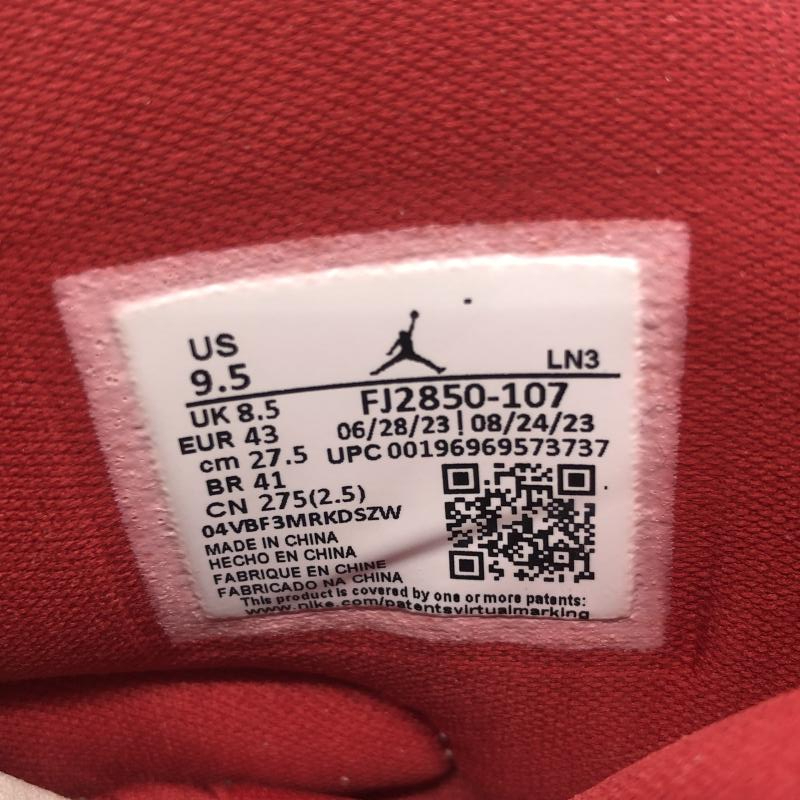 US
9.5
LN3
UK 8.5
FJ2850-107
EUR 43
06/28/23 | 08/24/23
cm 27.5
UPC 00196969573737
BR 41
CN 275(2.5)
04VBF3MRKDSZW
MADE IN CHINA
HECHO EN CHINA
FABRIQUE EN CHINE
FABRICADO NA CHINA
This product is covered by one or more patents:
www.nike.com/patentsvirtualmarking